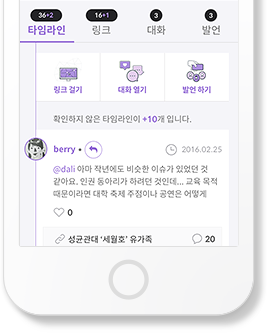 36+2 16+1 3 3
타임라인 링크 대화 발언
링크 걸기 대화 열기 발언 하기
확인하지 않은 타임라인이 +10개 입니다.
berry • 2016.02.25
@dali 아마 작년에도 비슷한 이슈가 있었던 것
같아요. 인권 동아리가 하려던 것인데... 교육 목적
때문이라면 대학 축제 주점이나 공연은 어떻게
0
성균관대 ‘세월호’ 유가족 20